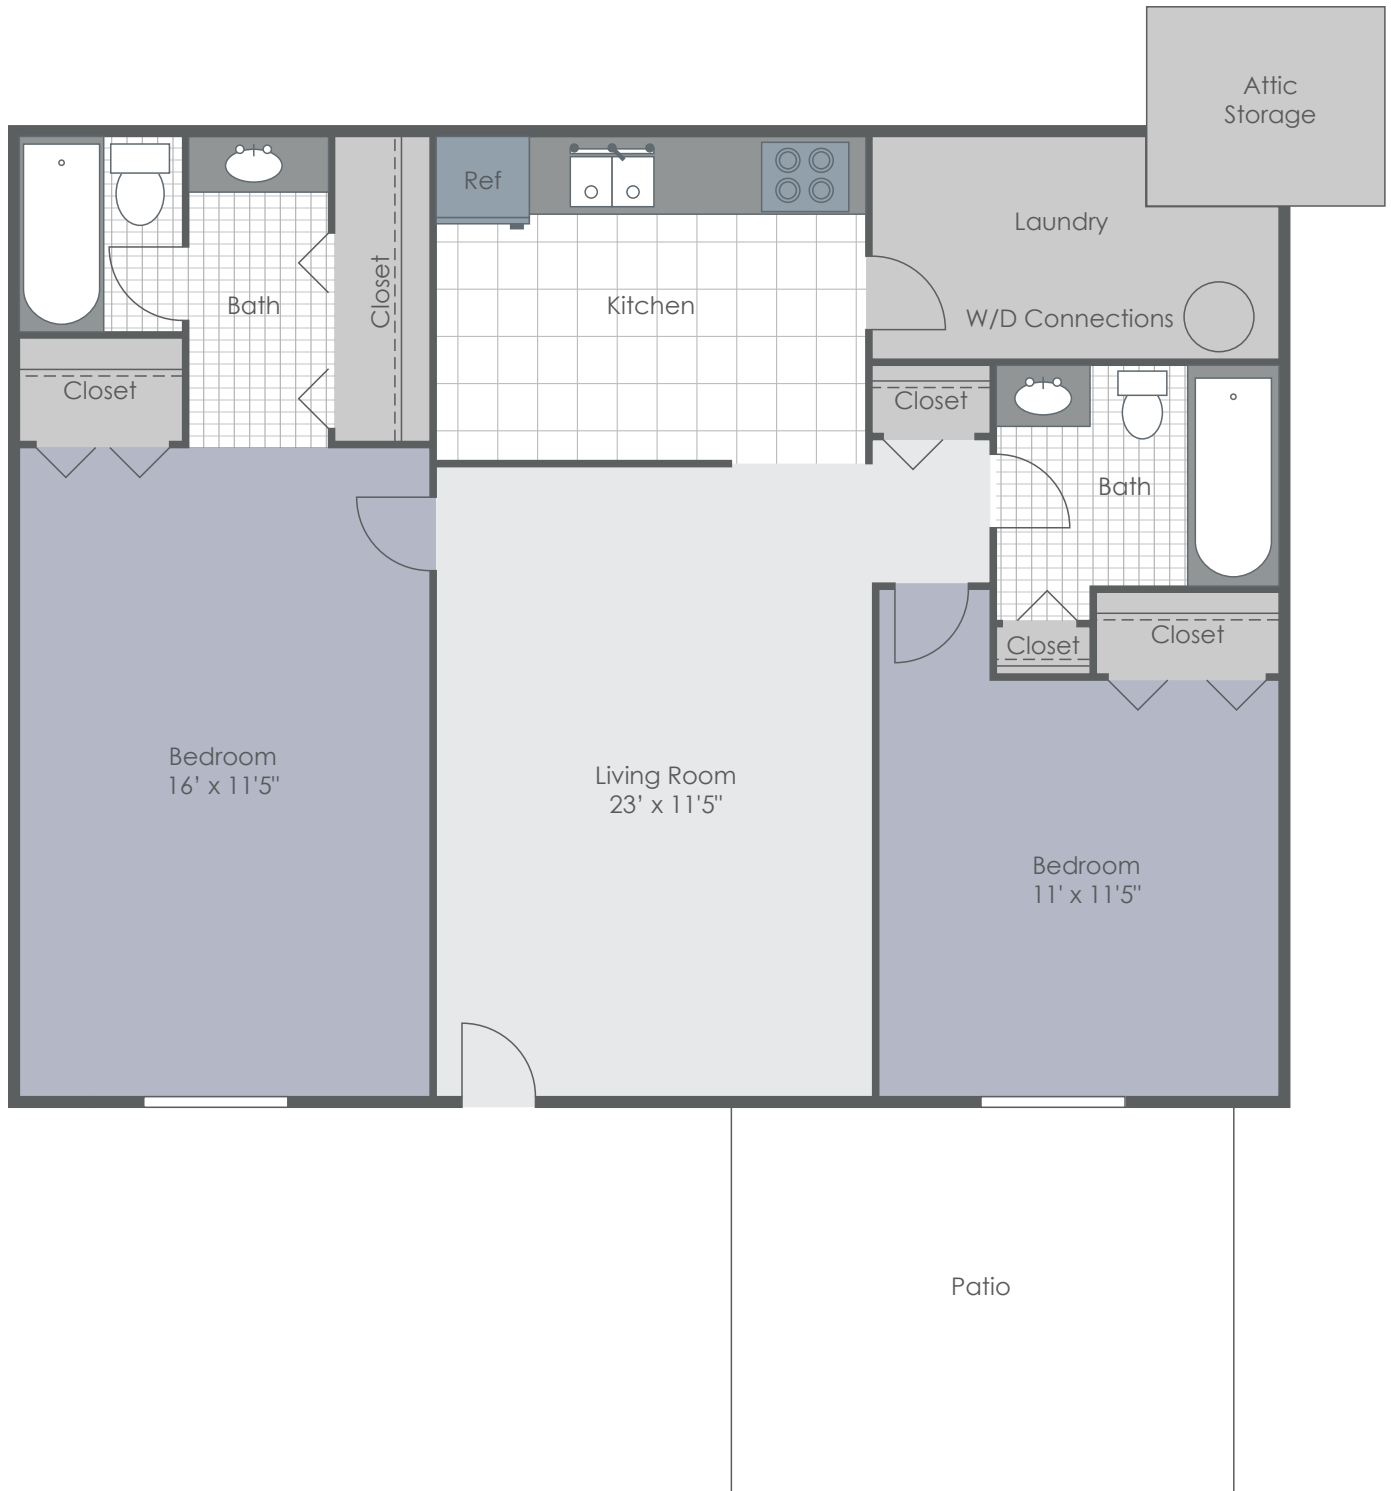 Attic
Storage
Ref
Laundry
Closet
Bath
Kitchen
W/D Connections
Closet
Closet
Bath
Closet
Closet
Bedroom
16’ x 11'5"
Living Room
23’ x 11'5"
Bedroom
11' x 11'5"
Patio